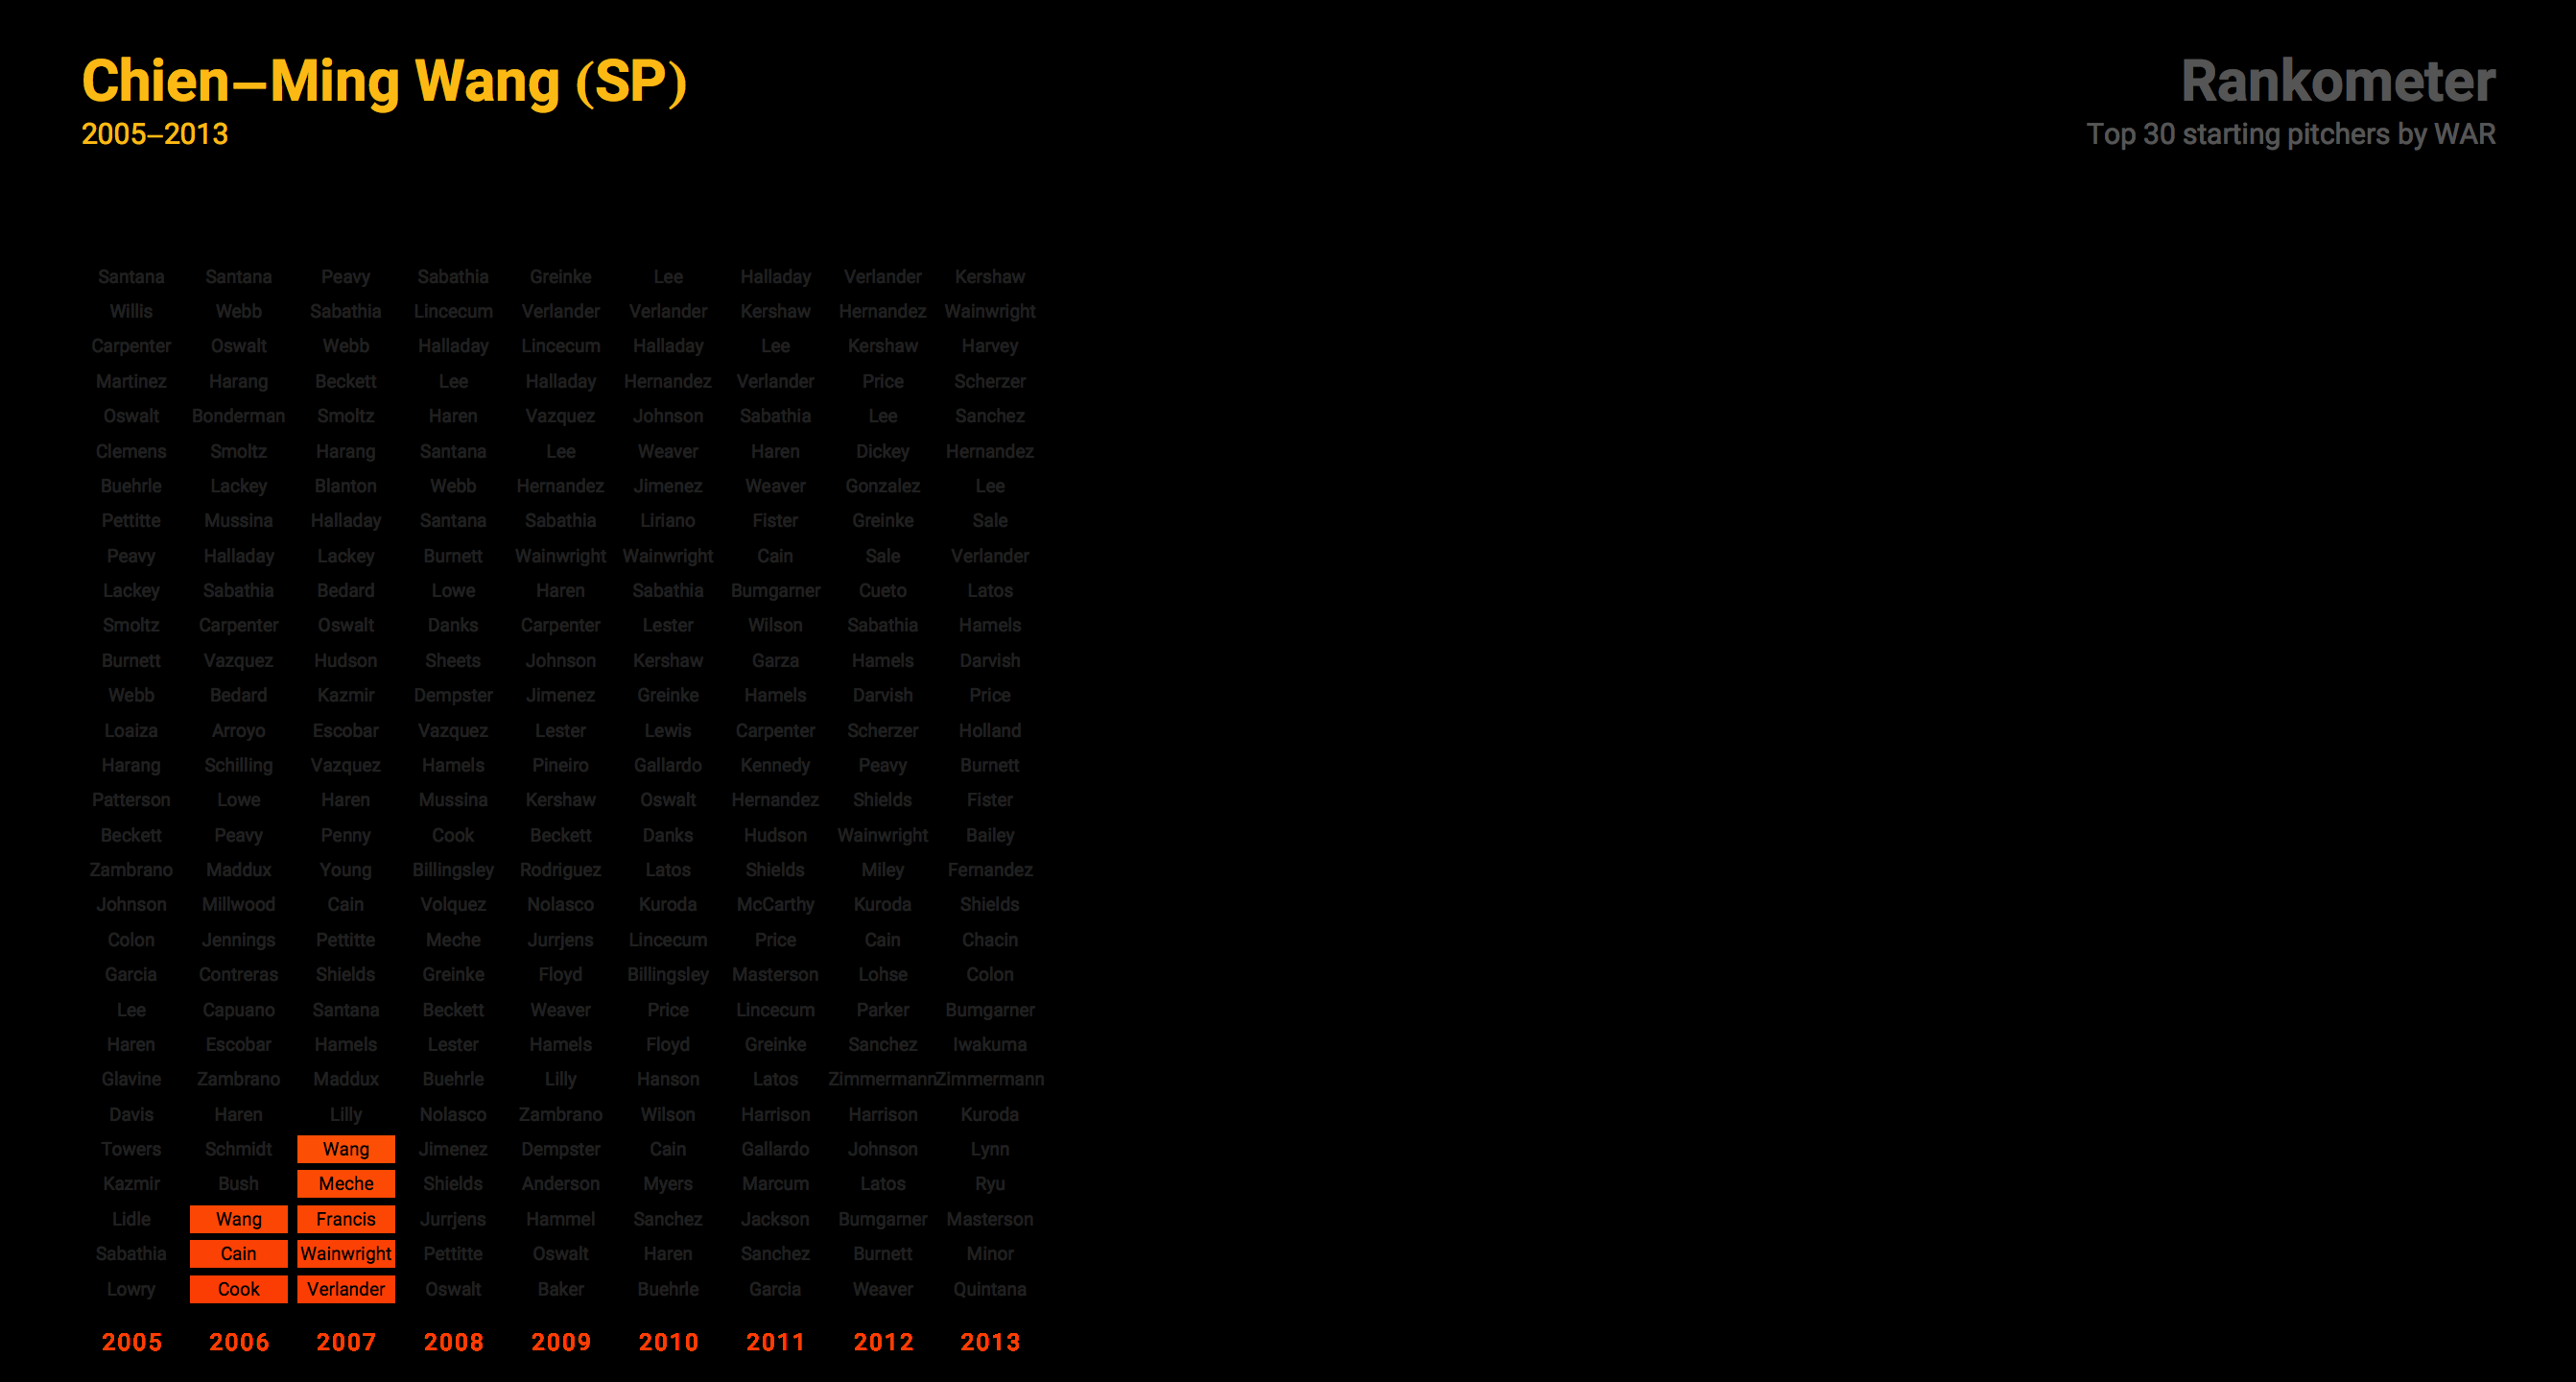 Chien–Ming Wang (SP)
2005–2013
Rankometer
Top 30 starting pitchers by WAR
Santana Santana Peavy Sabathia Greinke Lee Halladay Verlander Kershaw
Willis Webb Sabathia Lincecum Verlander Verlander Kershaw Hernandez Wainwright
Carpenter Oswalt Webb Halladay Lincecum Halladay Lee Kershaw Harvey
Martinez Harang Beckett Lee Halladay Hernandez Verlander Price Scherzer
Oswalt Bonderman Smoltz Haren Vazquez Johnson Sabathia Lee Sanchez
Clemens Smoltz Harang Santana Lee Weaver Haren Dickey Hernandez
Buehrle Lackey Blanton Webb Hernandez Jimenez Weaver Gonzalez Lee
Pettitte Mussina Halladay Santana Sabathia Liriano Fister Greinke Sale
Peavy Halladay Lackey Burnett Wainwright Wainwright Cain Sale Verlander
Lackey Sabathia Bedard Lowe Haren Sabathia Bumgarner Cueto Latos
Smoltz Carpenter Oswalt Danks Carpenter Lester Wilson Sabathia Hamels
Burnett Vazquez Hudson Sheets Johnson Kershaw Garza Hamels Darvish
Webb Bedard Kazmir Dempster Jimenez Greinke Hamels Darvish Price
Loaiza Arroyo Escobar Vazquez Lester Lewis Carpenter Scherzer Holland
Harang Schilling Vazquez Hamels Pineiro Gallardo Kennedy Peavy Burnett
Patterson Lowe Haren Mussina Kershaw Oswalt Hernandez Shields Fister
Beckett Peavy Penny Cook Beckett Danks Hudson Wainwright Bailey
Zambrano Maddux Young Billingsley Rodriguez Latos Shields Miley Fernandez
Johnson Millwood Cain Volquez Nolasco Kuroda McCarthy Kuroda Shields
Colon Jennings Pettitte Meche Jurrjens Lincecum Price Cain Chacin
Garcia Contreras Shields Greinke Floyd Billingsley Masterson Lohse Colon
Lee Capuano Santana Beckett Weaver Price Lincecum Parker Bumgarner
Haren Escobar Hamels Lester Hamels Floyd Greinke Sanchez Iwakuma
Glavine Zambrano Maddux Buehrle Lilly Hanson Latos Zimmermann Zimmermann
Davis Haren Lilly Nolasco Zambrano Wilson Harrison Harrison Kuroda
Towers Schmidt Wang Jimenez Dempster Cain Gallardo Johnson Lynn
Kazmir Bush Meche Shields Anderson Myers Marcum Latos Ryu
Lidle Wang Francis Jurrjens Hammel Sanchez Jackson Bumgarner Masterson
Sabathia Cain Wainwright Pettitte Oswalt Haren Sanchez Burnett Minor
Lowry Cook Verlander Oswalt Baker Buehrle Garcia Weaver Quintana
2005 2006 2007 2008 2009 2010 2011 2012 2013